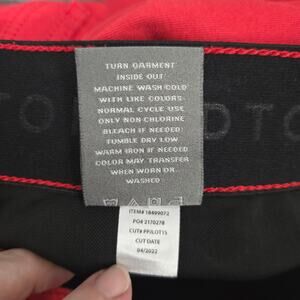 TURN GARMENT
INSIDE OUT
MACHINE WASH COLD
WITH LIKE COLORS
NORMAL CYCLE USE
ONLY NON-CHLORINE
BLEACH IF NEEDED
TUMBLE DRY LOW
WARM IRON IF NEEDED
COLOR MAY TRANSFER
WHEN WORN OR
WASHED
ITEM# 18499072
PO# 2170278
CUT# PPJLOT15
CUT DATE
04/2022